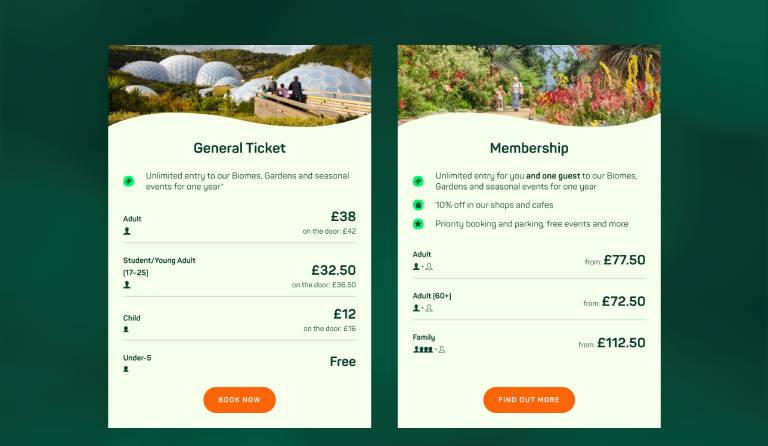 General Ticket
Unlimited entry to our Biomes, Gardens and seasonal
events for one year*
Adult
£38
on the door: £42
Student/Young Adult
(17-25)
£32.50
on the door: £36.50
Child
£12
on the door: £16
Under-5
Free
BOOK NOW
Membership
Unlimited entry for you and one guest to our Biomes,
Gardens and seasonal events for one year
10% off in our shops and cafes
Priority booking and parking, free events and more
Adult
from: £77.50
Adult (60+)
from: £72.50
Family
from: £112.50
FIND OUT MORE